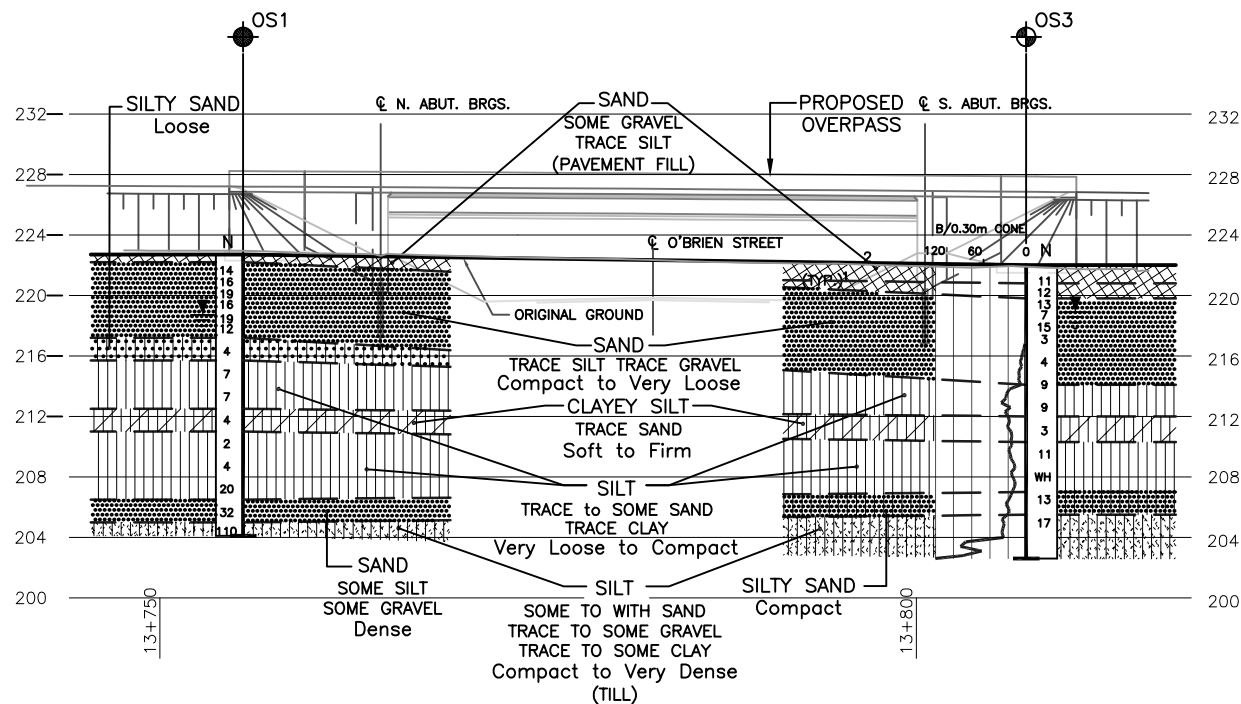 OS1
OS3
232
SILTY SAND
Loose
℄ N. ABUT. BRGS.
SAND
SOME GRAVEL
TRACE SILT
(PAVEMENT FILL)
PROPOSED
OVERPASS
℄ S. ABUT. BRGS.
232
228
228
224
N
℄ O'BRIEN STREET
B/0.30m CONE
120 60 0 N
224
220
220
14
16
19
16
19
12
4
7
7
4
2
4
20
32
110
ORIGINAL GROUND
2
(TYP.) 1
11
12
13
7
15
3
4
9
9
3
11
WH
13
17
216
SAND
TRACE SILT TRACE GRAVEL
Compact to Very Loose
216
212
CLAYEY SILT
TRACE SAND
Soft to Firm
212
208
SILT
TRACE to SOME SAND
TRACE CLAY
Very Loose to Compact
208
204
204
SAND
SOME SILT
SOME GRAVEL
Dense
SILT
SOME TO WITH SAND
TRACE TO SOME GRAVEL
TRACE TO SOME CLAY
Compact to Very Dense
(TILL)
SILTY SAND
Compact
200
200
13+750
13+800